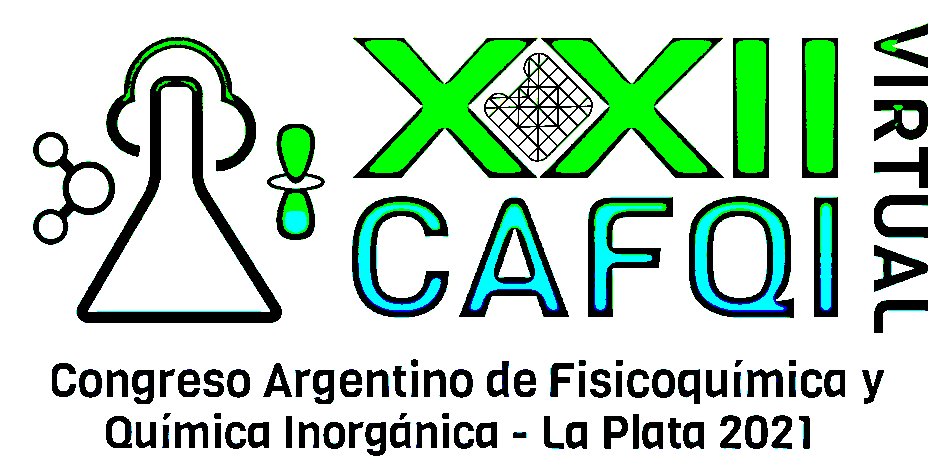 XXII
CAFQI
VIRTUAL
Congreso Argentino de Fisicoquímica y
Química Inorgánica - La Plata 2021